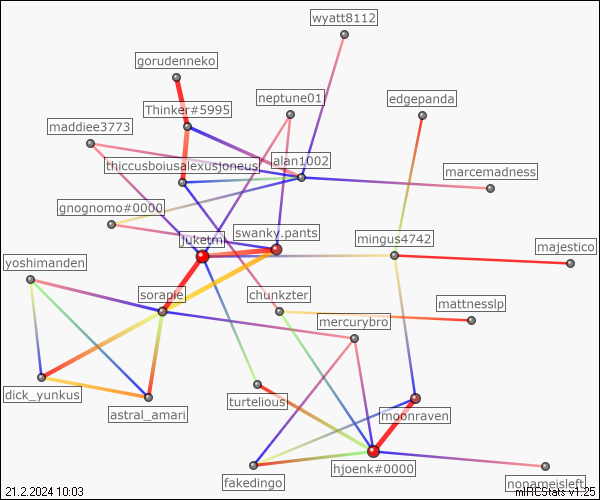 wyatt8112
gorudenneko
neptune01
edgepanda
Thinker#5995
maddiee3773
alan1002
thiccusboiusalexusjoneus
marcemadness
gnognomo#0000
juketmi
swanky.pants
mingus4742
majestico
yoshimanden
sorapie
chunkzter
mattnesslp
mercurybro
dick_yunkus
astral_amari
turtelious
moonraven
fakedingo
hjoenk#0000
nonameisleft
21.2.2024 10:03
mIRCStats v1.25